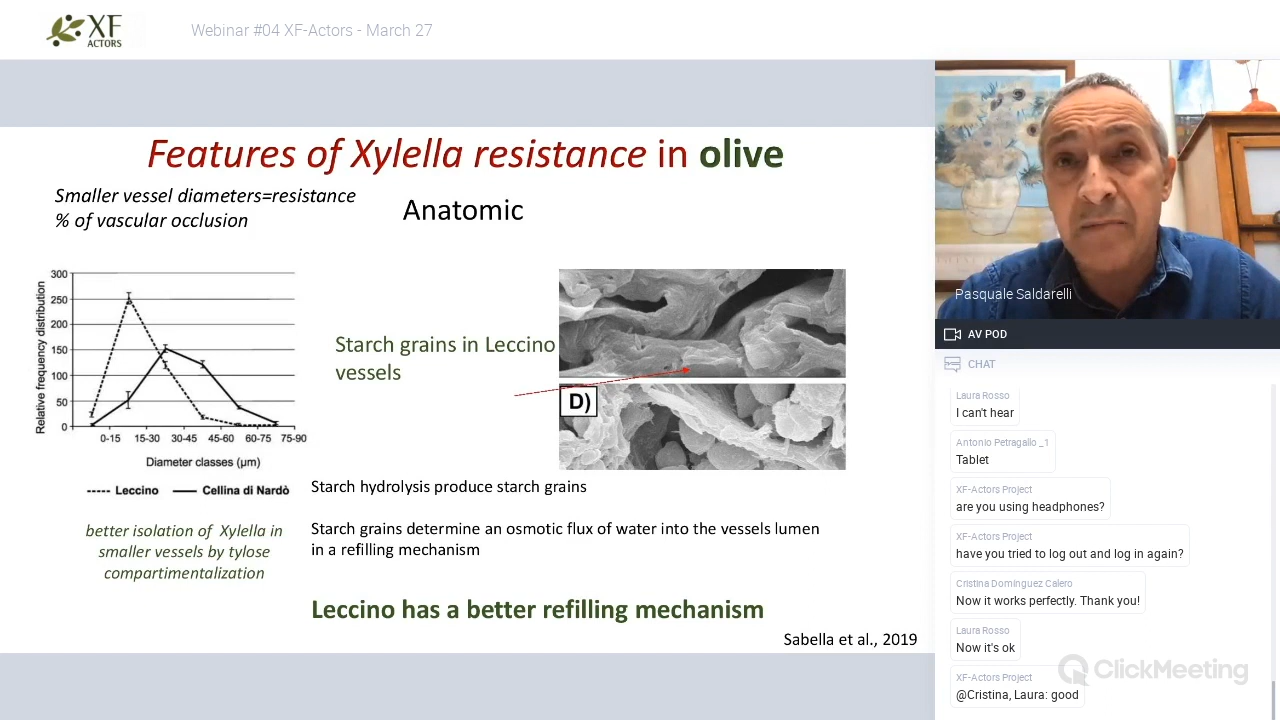 XF
ACTORS
Webinar #04 XF-Actors - March 27
Features of Xylella resistance in olive
Smaller vessel diameters=resistance
% of vascular occlusion
Anatomic
Relative frequency distribution
300
250
200
150
100
50
0
0-15 15-30 30-45 45-60 60-75 75-90
Diameter classes (µm)
Leccino Cellina di Nardò
better isolation of Xylella in
smaller vessels by tylose
compartimentalization
Starch grains in Leccino
vessels
D)
Starch hydrolysis produce starch grains
Starch grains determine an osmotic flux of water into the vessels lumen
in a refilling mechanism
Leccino has a better refilling mechanism
Sabella et al., 2019
Pasquale Saldarelli
AV POD
CHAT
Laura Rosso
I can't hear
Antonio Petragallo _1
Tablet
XF-Actors Project
are you using headphones?
XF-Actors Project
have you tried to log out and log in again?
Cristina Domínguez Calero
Now it works perfectly. Thank you!
Laura Rosso
Now it's ok
XF-Actors Project
@Cristina, Laura: good
ClickMeeting